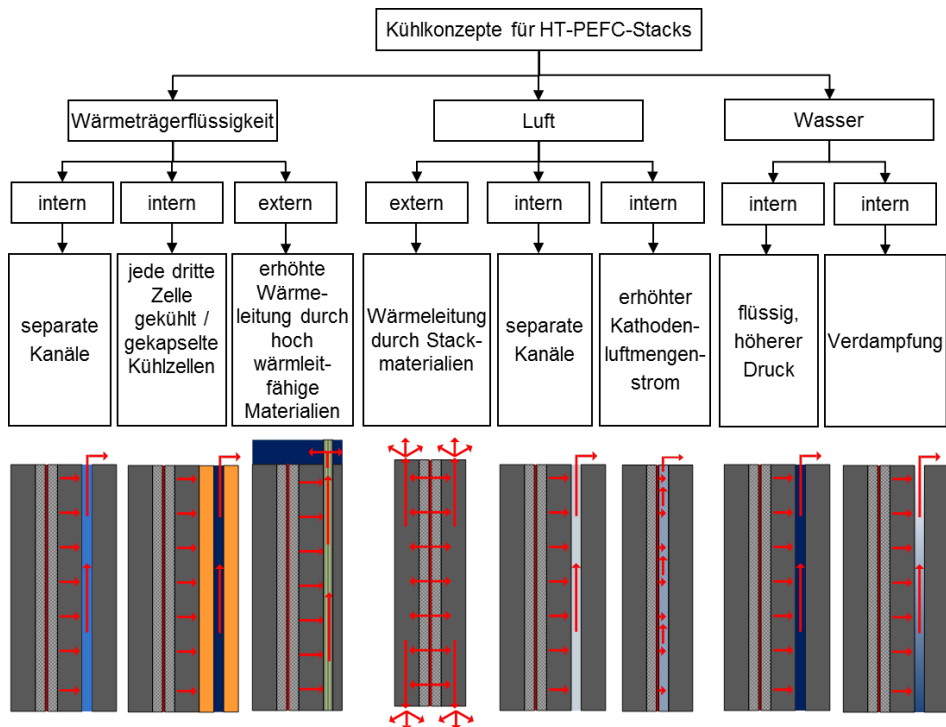 Kühlkonzepte für HT-PEFC-Stacks
Wärmeträgerflüssigkeit
Luft
Wasser
intern
intern
extern
extern
intern
intern
intern
intern
separate
Kanäle
jede dritte
Zelle
gekühlt /
gekapselte
Kühlzellen
erhöhte
Wärme-
leitung durch
hoch
wärmleit-
fähige
Materialien
Wärmeleitung
durch Stack-
materialien
separate
Kanäle
erhöhter
Kathoden-
luftmengen-
strom
flüssig,
höherer
Druck
Verdampfung